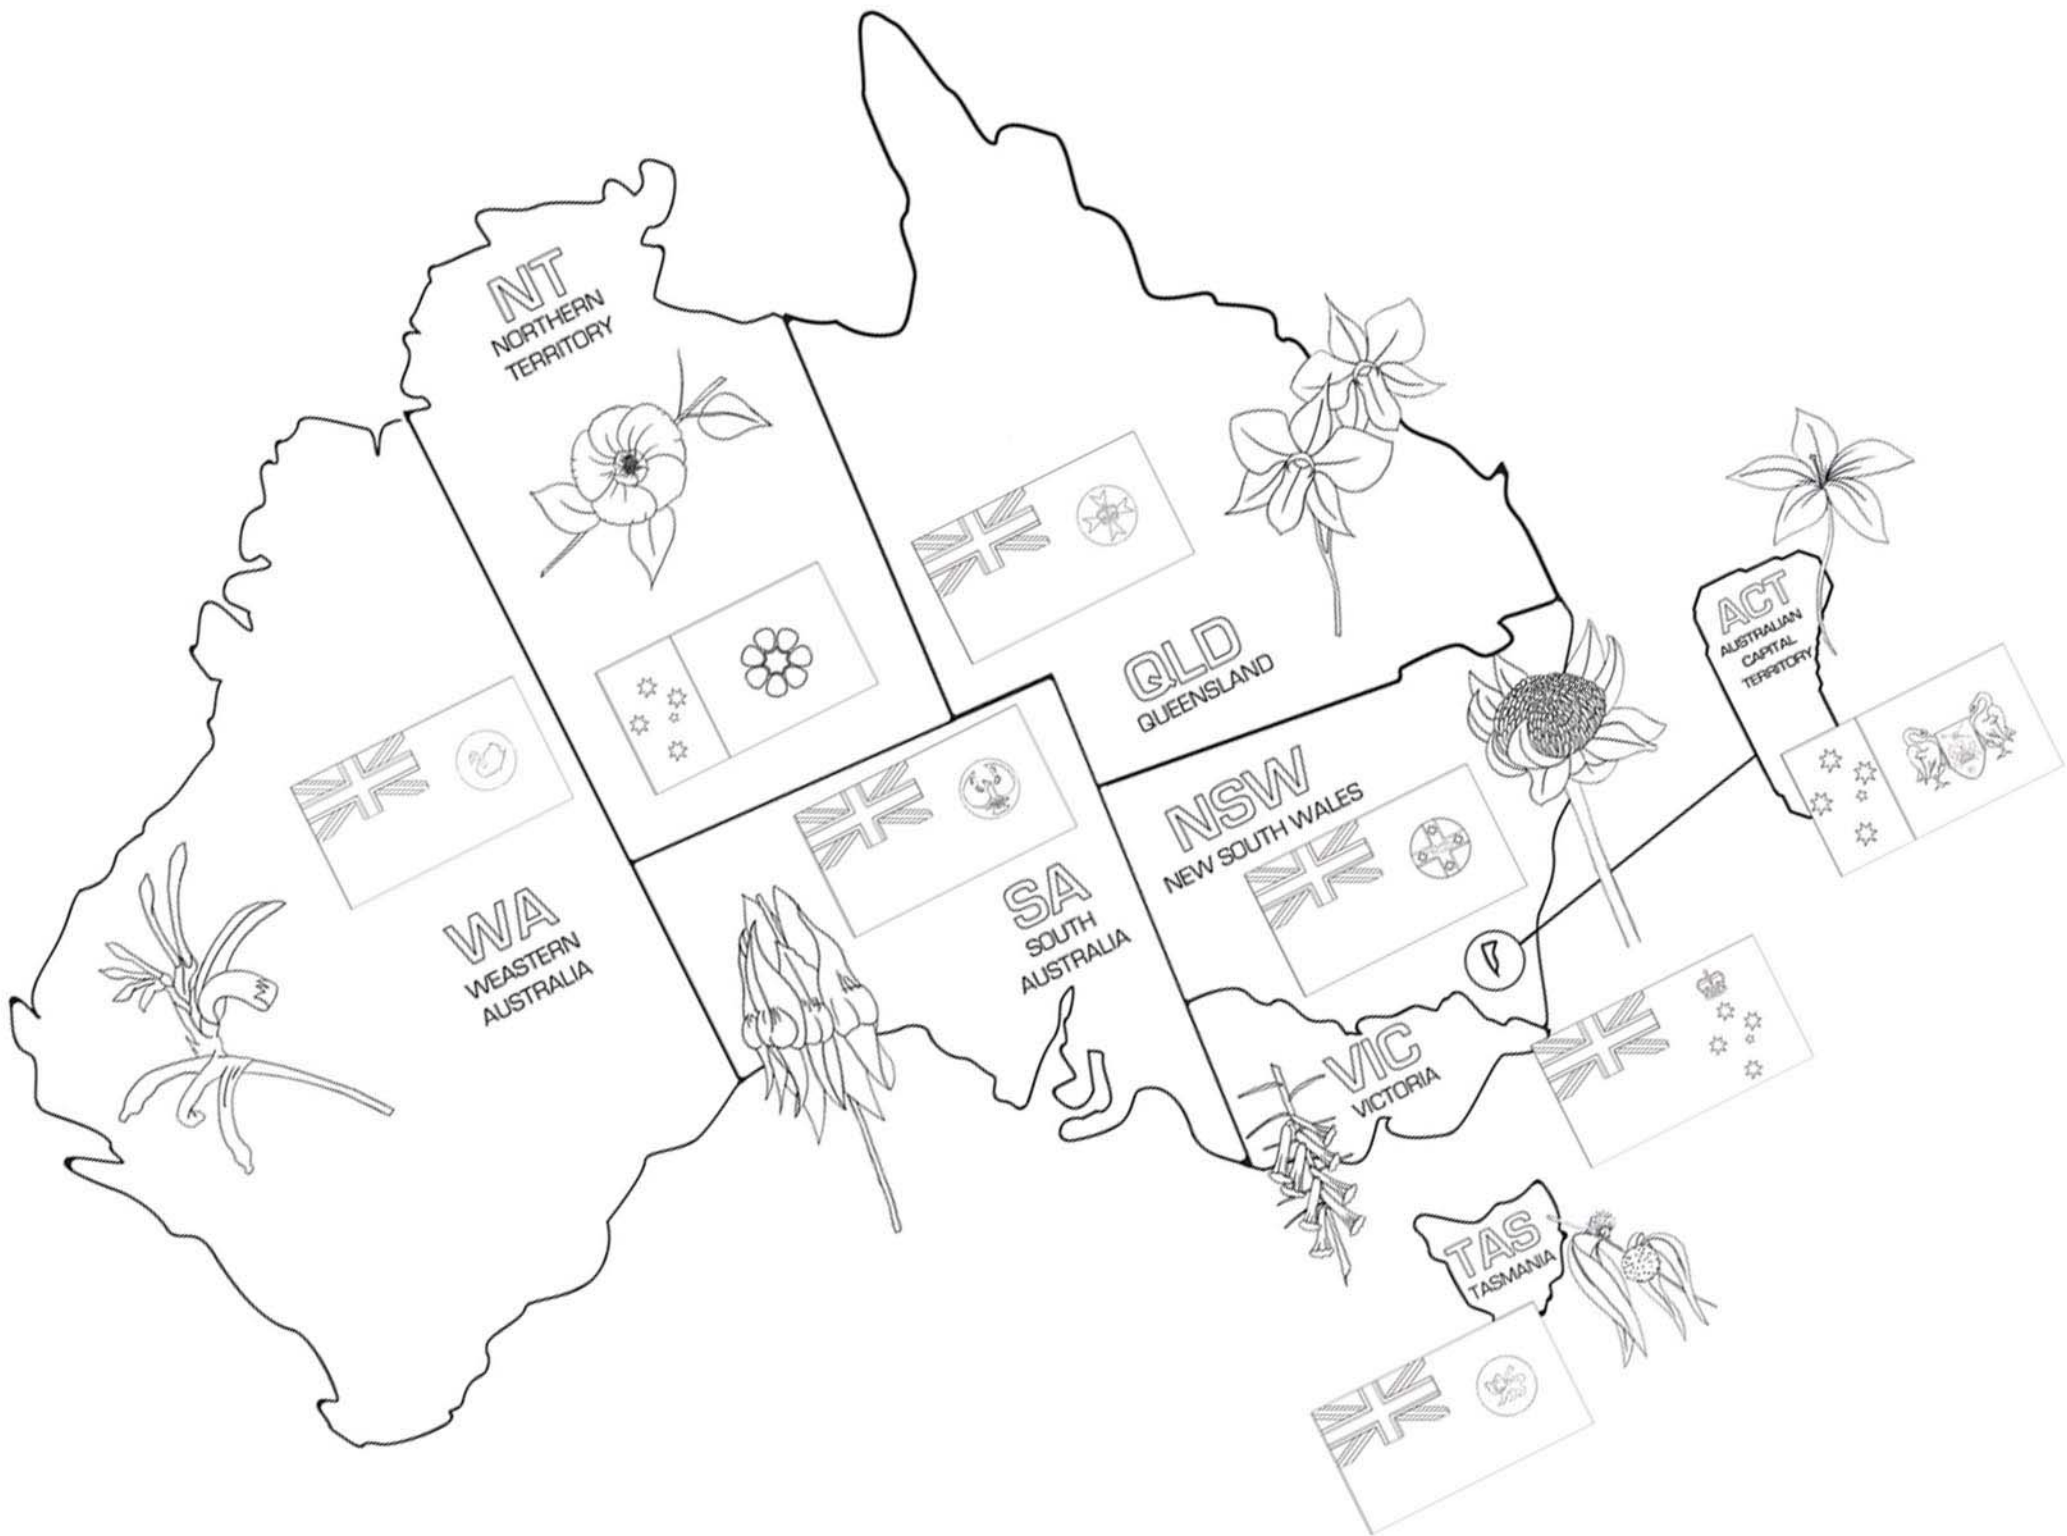 NT
NORTHERN
TERRITORY
QLD
QUEENSLAND
ACT
AUSTRALIAN
CAPITAL
TERRITORY
WA
WEASTERN
AUSTRALIA
SA
SOUTH
AUSTRALIA
NSW
NEW SOUTH WALES
VIC
VICTORIA
TAS
TASMANIA